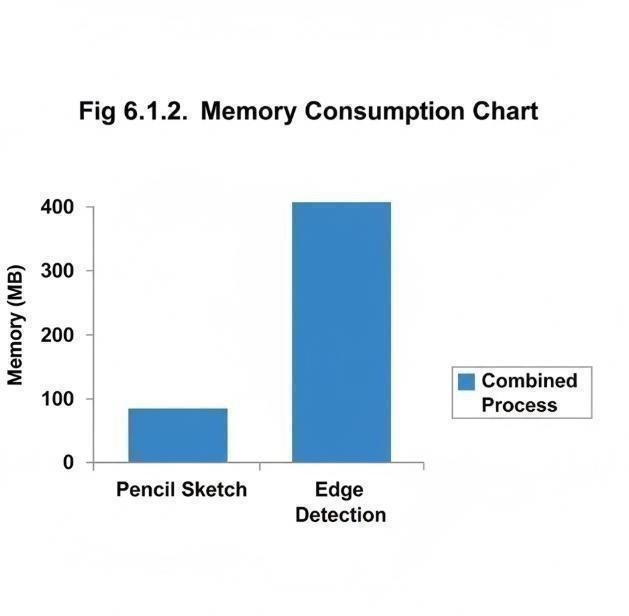 Fig 6.1.2. Memory Consumption Chart
400
300
200
100
0
Memory (MB)
Pencil Sketch
Edge
Detection
Combined
Process